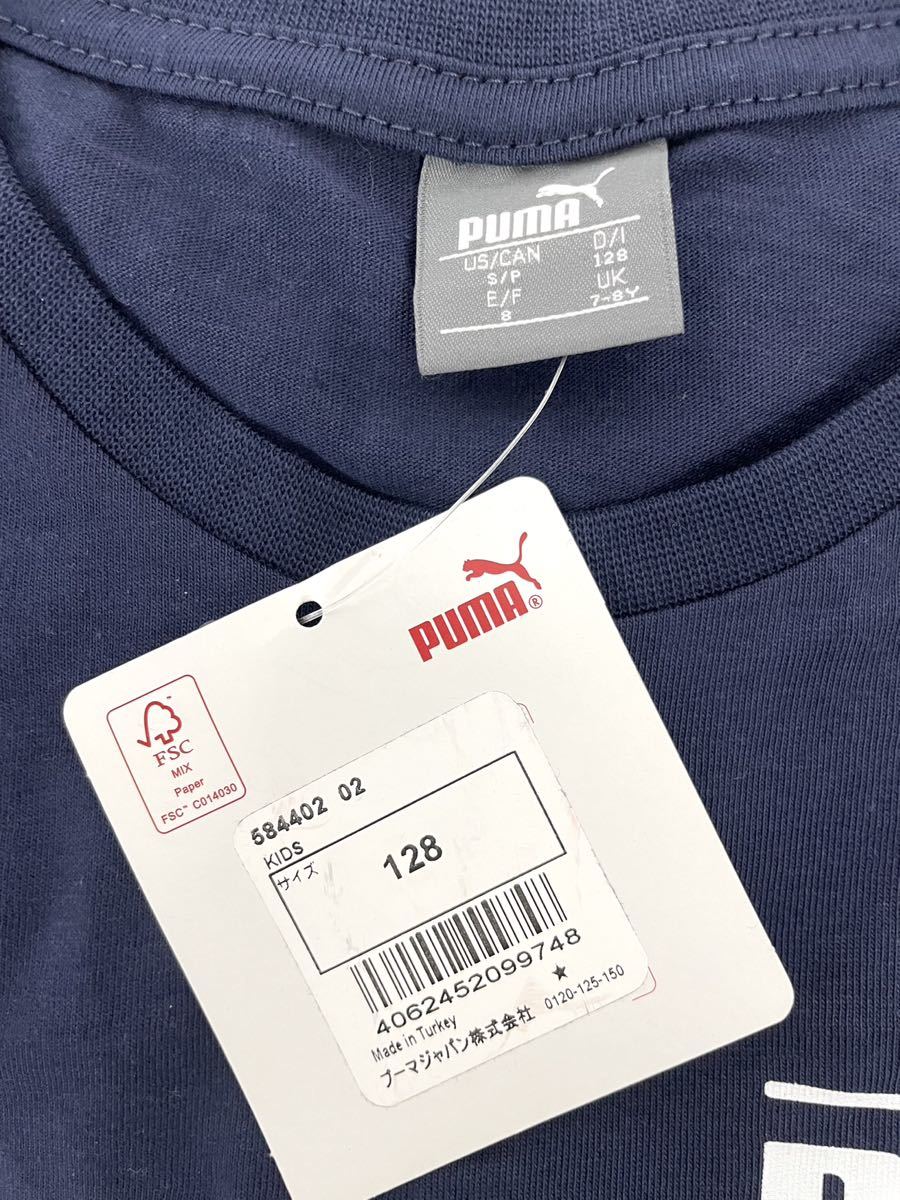 PUMA
US/CAN D/I
S/P 128
E/F UK
8 7-8Y
PUMA®
FSC™
MIX
Paper
FSC™ C014030
584402 02
KIDS
サイズ 128
4062452099748
★
Made in Turkey
プーマジャパン株式会社 0120-125-150